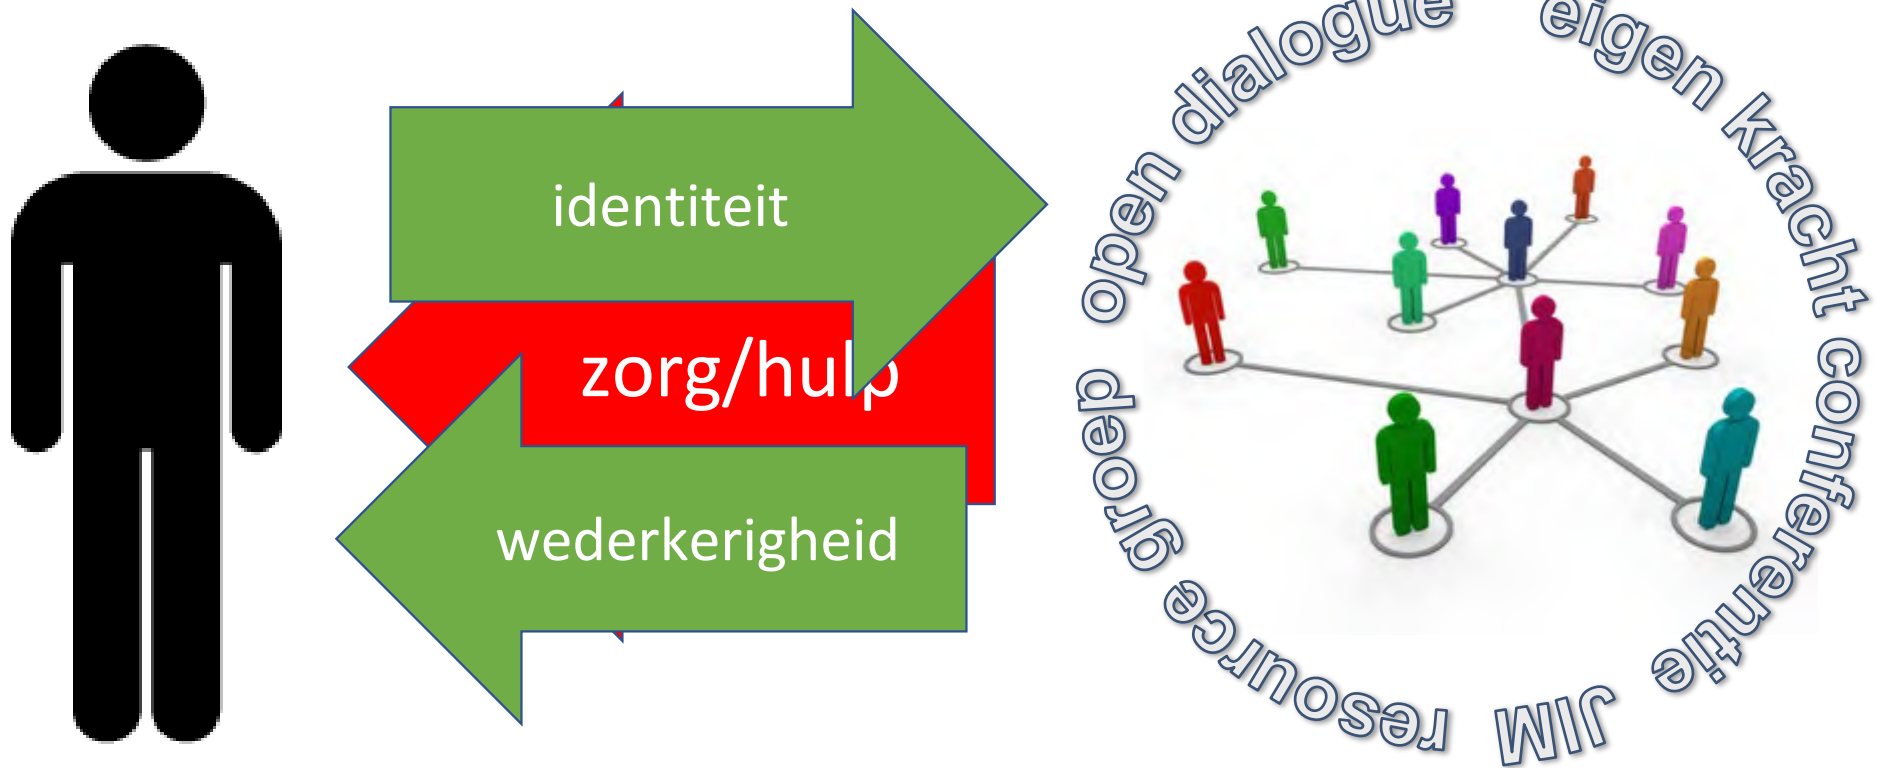 identiteit
zorg/hulp
wederkerigheid
open dialogue
eigen kracht conferentie
JIM
resource groep